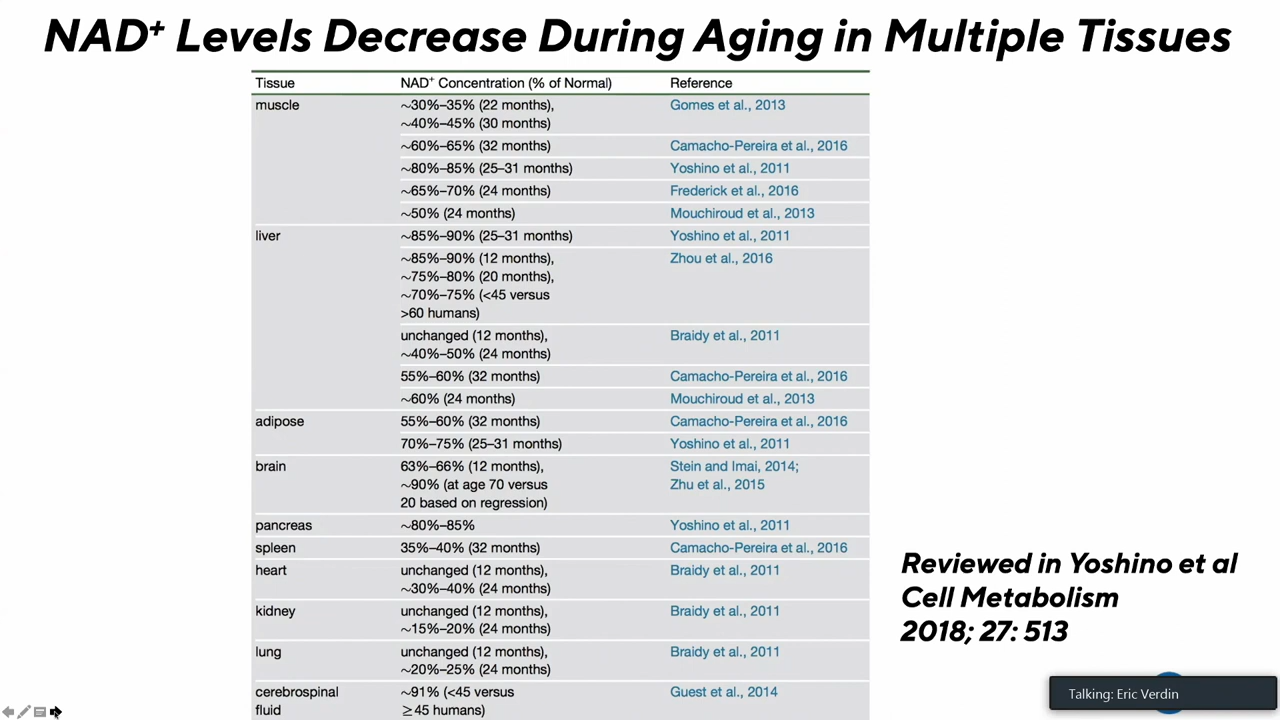 NAD⁺ Levels Decrease During Aging in Multiple Tissues
Tissue NAD⁺ Concentration (% of Normal) Reference
muscle ~30%–35% (22 months), Gomes et al., 2013
~40%–45% (30 months)
~60%–65% (32 months) Camacho-Pereira et al., 2016
~80%–85% (25–31 months) Yoshino et al., 2011
~65%–70% (24 months) Frederick et al., 2016
~50% (24 months) Mouchiroud et al., 2013
liver ~85%–90% (25–31 months) Yoshino et al., 2011
~85%–90% (12 months), Zhou et al., 2016
~75%–80% (20 months),
~70%–75% (<45 versus
>60 humans)
unchanged (12 months), Braidy et al., 2011
~40%–50% (24 months)
55%–60% (32 months) Camacho-Pereira et al., 2016
~60% (24 months) Mouchiroud et al., 2013
adipose 55%–60% (32 months) Camacho-Pereira et al., 2016
70%–75% (25–31 months) Yoshino et al., 2011
brain 63%–66% (12 months), Stein and Imai, 2014;
~90% (at age 70 versus Zhu et al., 2015
20 based on regression)
pancreas ~80%–85% Yoshino et al., 2011
spleen 35%–40% (32 months) Camacho-Pereira et al., 2016
heart unchanged (12 months), Braidy et al., 2011
~30%–40% (24 months)
kidney unchanged (12 months), Braidy et al., 2011
~15%–20% (24 months)
lung unchanged (12 months), Braidy et al., 2011
~20%–25% (24 months)
cerebrospinal ~91% (<45 versus Guest et al., 2014
fluid ≥45 humans)
Reviewed in Yoshino et al
Cell Metabolism
2018; 27: 513
Talking: Eric Verdin